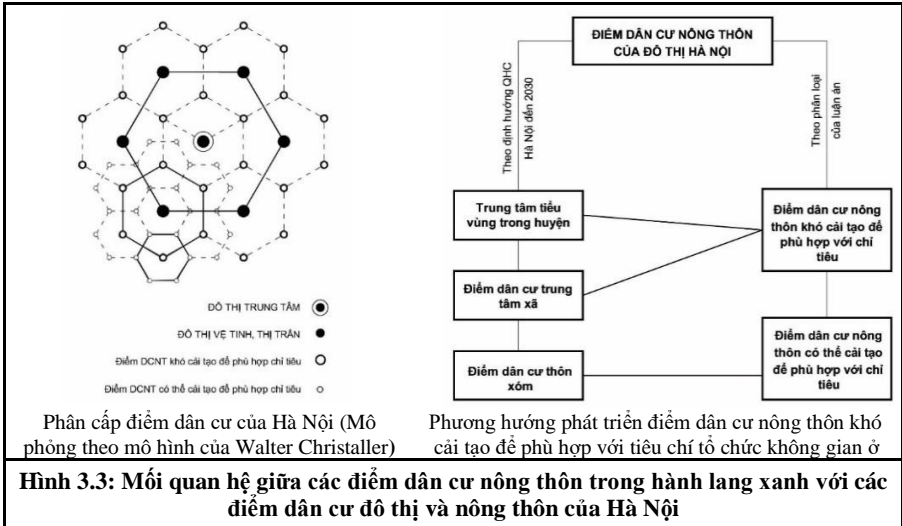 ĐÔ THỊ TRUNG TÂM
ĐÔ THỊ VỆ TINH, THỊ TRẤN
Điểm DCNT khó cải tạo để phù hợp chỉ tiêu
Điểm DCNT có thể cải tạo để phù hợp chỉ tiêu
Phân cấp điểm dân cư của Hà Nội (Mô
phỏng theo mô hình của Walter Christaller)
ĐIỂM DÂN CƯ NÔNG THÔN
CỦA ĐÔ THỊ HÀ NỘI
Theo định hướng QHC
Hà Nội đến 2030
Theo phân loại
của luận án
Trung tâm tiểu
vùng trong huyện
Điểm dân cư trung
tâm xã
Điểm dân cư thôn
xóm
Điểm dân cư nông
thôn khó cải tạo để
phù hợp với chỉ
tiêu
Điểm dân cư nông
thôn có thể cải tạo
để phù hợp với chỉ
tiêu
Phương hướng phát triển điểm dân cư nông thôn khó
cải tạo để phù hợp với tiêu chí tổ chức không gian ở
Hình 3.3: Mối quan hệ giữa các điểm dân cư nông thôn trong hành lang xanh với các
điểm dân cư đô thị và nông thôn của Hà Nội